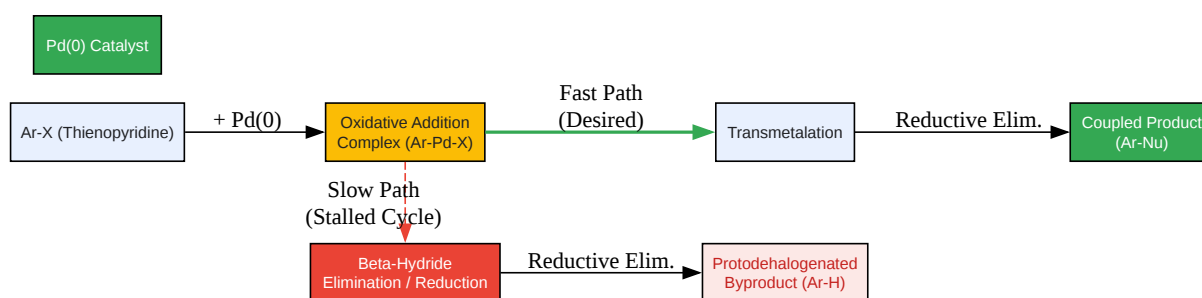 Pd(0) Catalyst
Ar-X (Thienopyridine)
+ Pd(0)
Oxidative Addition
Complex (Ar-Pd-X)
Fast Path
(Desired)
Transmetalation
Reductive Elim.
Coupled Product
(Ar-Nu)
Slow Path
(Stalled Cycle)
Beta-Hydride
Elimination / Reduction
Reductive Elim.
Protodehalogenated
Byproduct (Ar-H)